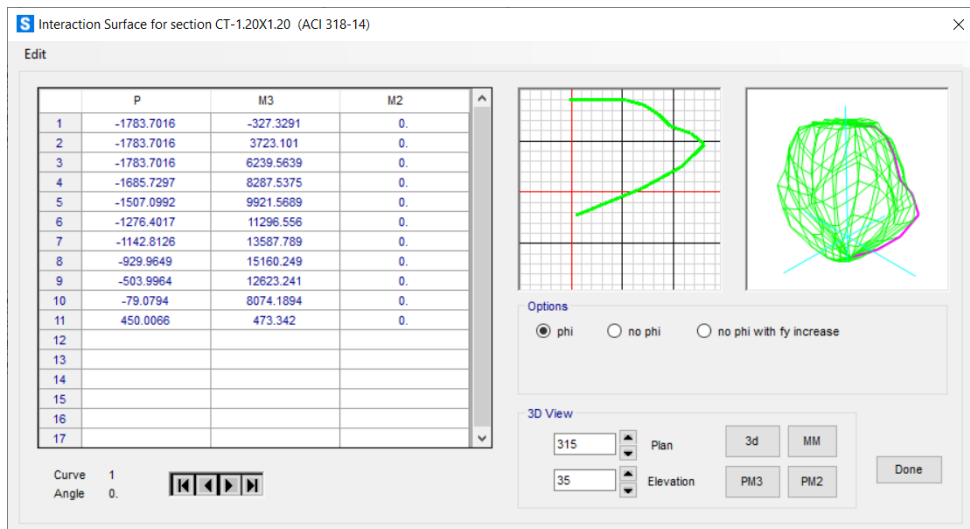 S Interaction Surface for section CT-1.20X1.20 (ACI 318-14)
Edit
P M3 M2
1 -1783.7016 -327.3291 0.
2 -1783.7016 3723.101 0.
3 -1783.7016 6239.5639 0.
4 -1685.7297 8287.5375 0.
5 -1507.0992 9921.5689 0.
6 -1276.4017 11296.556 0.
7 -1142.8126 13587.789 0.
8 -929.9649 15160.249 0.
9 -503.9964 12623.241 0.
10 -79.0794 8074.1894 0.
11 450.0066 473.342 0.
12
13
14
15
16
17
Curve 1
Angle 0.
Options
phi no phi no phi with fy increase
3D View
315 Plan 3d MM
35 Elevation PM3 PM2
Done